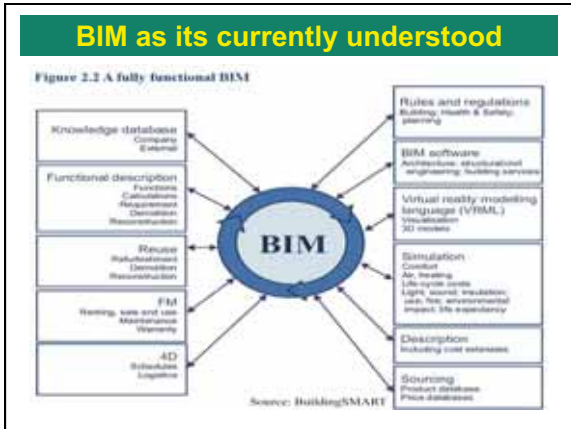 BIM as its currently understood
Figure 2.2 A fully functional BIM
Knowledge database
Company
External
Functional description
Functions
Calculations
Requirement
Demolition
Reconstruction
Reuse
Refurbishment
Demolition
Reconstruction
FM
Renting, sale and use
Maintenance
Warranty
4D
Schedules
Logistics
BIM
Rules and regulations
Building; Health & Safety;
planning
BIM software
Architecture; structural/civil
engineering; building services
Virtual reality modelling
language (VRML)
Visualisation
3D models
Simulation
Comfort
Air, heating
Life-cycle costs
Light; sound; insulation;
use; fire; environmental
impact; life expectancy
Description
Including cost estimates
Sourcing
Product database
Price databases
Source: BuildingSMART